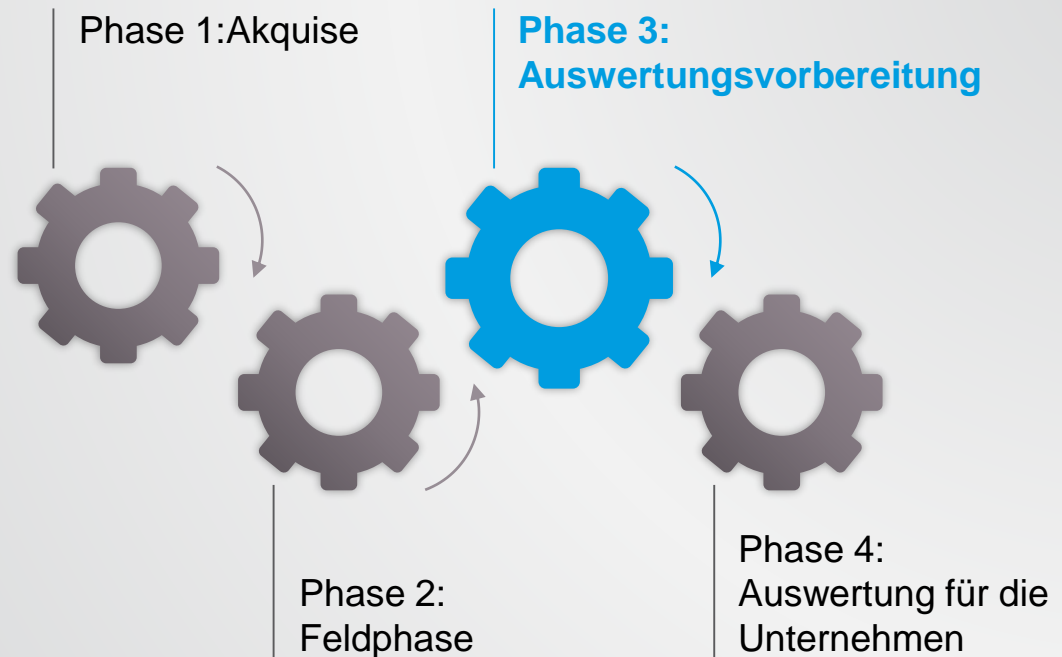 Phase 1:Akquise
Phase 3:
Auswertungsvorbereitung
Phase 2:
Feldphase
Phase 4:
Auswertung für die
Unternehmen